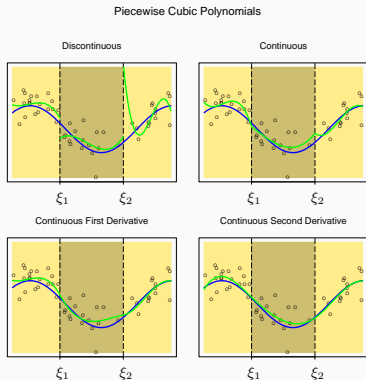 Piecewise Cubic Polynomials
Discontinuous
Continuous
ξ1 ξ2
ξ1 ξ2
Continuous First Derivative
Continuous Second Derivative
ξ1 ξ2
ξ1 ξ2